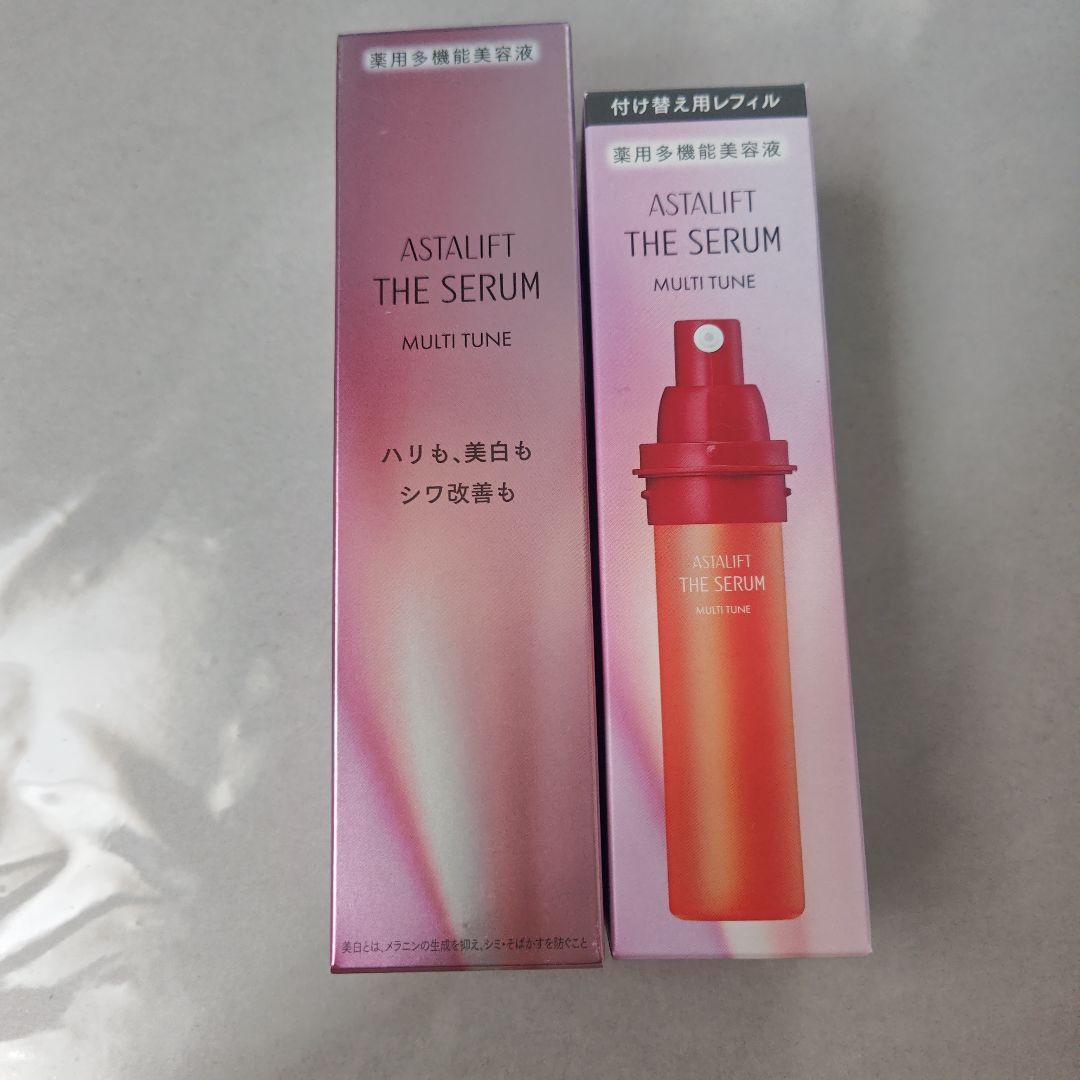 薬用多機能美容液
ASTALIFT
THE SERUM
MULTI TUNE
ハリも、美白も
シワ改善も
美白とは、メラニンの生成を抑え、シミ・そばかすを防ぐこと
付け替え用レフィル
薬用多機能美容液
ASTALIFT
THE SERUM
MULTI TUNE
ASTALIFT
THE SERUM
MULTI TUNE